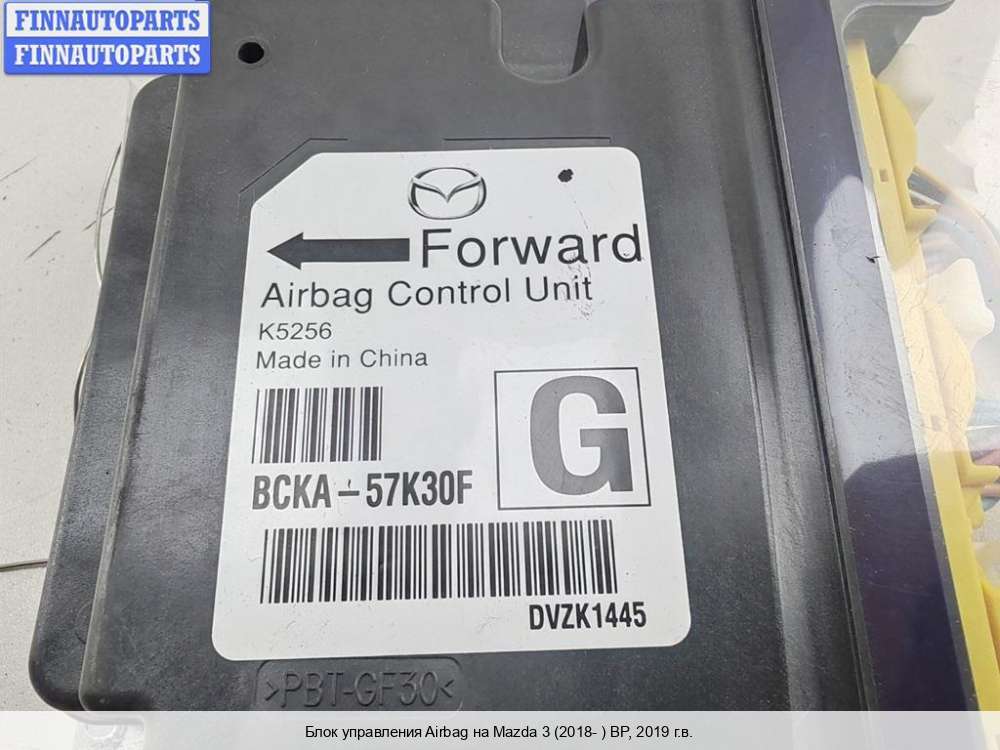 FINNAUTOPARTS
FINNAUTOPARTS
Forward
Airbag Control Unit
K5256
Made in China
G
BCKA-57K30F
DVZK1445
>PBT-GF30<
Блок управления Airbag на Mazda 3 (2018- ) BP, 2019 г.в.